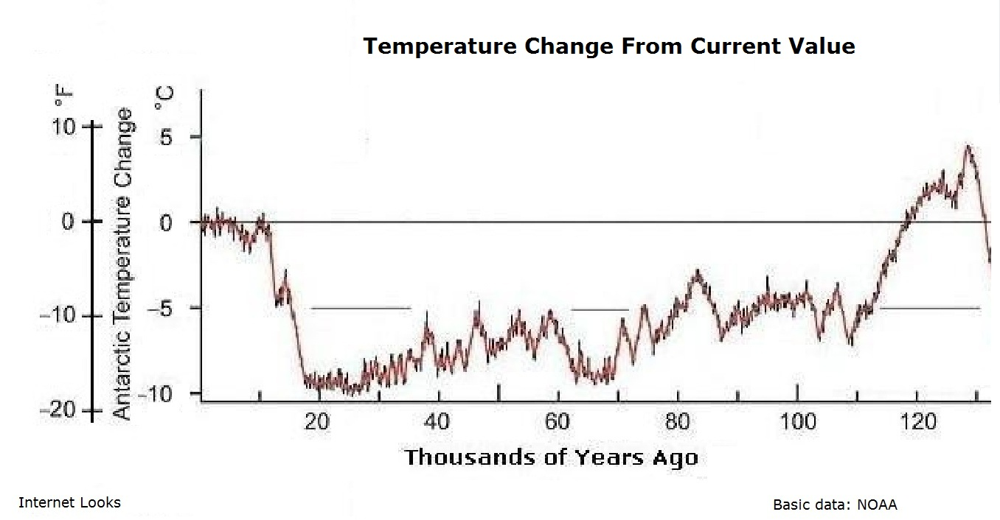 Temperature Change From Current Value
°F
°C
Antarctic Temperature Change
10
0
−10
−20
5
0
−5
−10
20
40
60
80
100
120
Thousands of Years Ago
Internet Looks
Basic data: NOAA